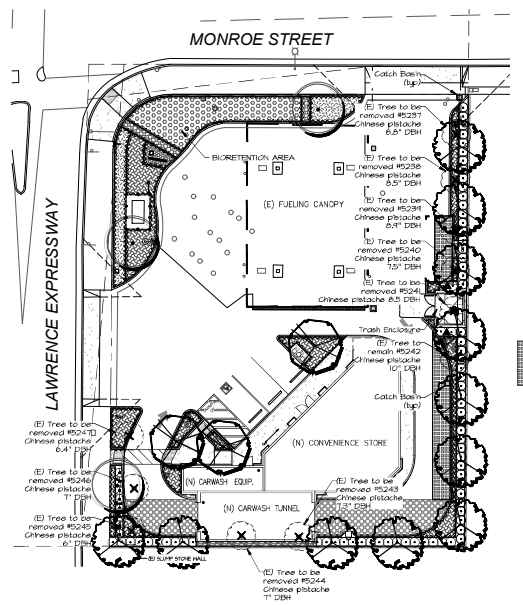 MONROE STREET
Catch Basin
(typ)
(E) Tree to be
removed #5237
Chinese pistache
6.8" DBH
(E) Tree to be
removed #5238
Chinese pistache
8.5" DBH
(E) Tree to be
removed #5239
Chinese pistache
8.9" DBH
(E) Tree to be
removed #5240
Chinese pistache
7.5" DBH
(E) Tree to be
removed #5241
Chinese pistache 8.5 DBH
Trash Enclosure
(E) Tree to be
remain #5242
Chinese pistache
10" DBH
Catch Basin
(typ)
BIORETENTION AREA
(E) FUELING CANOPY
LAWRENCE EXPRESSWAY
(E) Tree to be
removed #5247
Chinese pistache
6.4" DBH
(E) Tree to be
removed #5246
Chinese pistache
7" DBH
(E) Tree to be
removed #5245
Chinese pistache
6" DBH
(N) CONVENIENCE STORE
(N) CARWASH EQUIP.
(N) CARWASH TUNNEL
(E) Tree to be
removed #5243
Chinese pistache
7.3" DBH
(E) SLUMP STONE WALL
(E) Tree to be
removed #5244
Chinese pistache
7" DBH